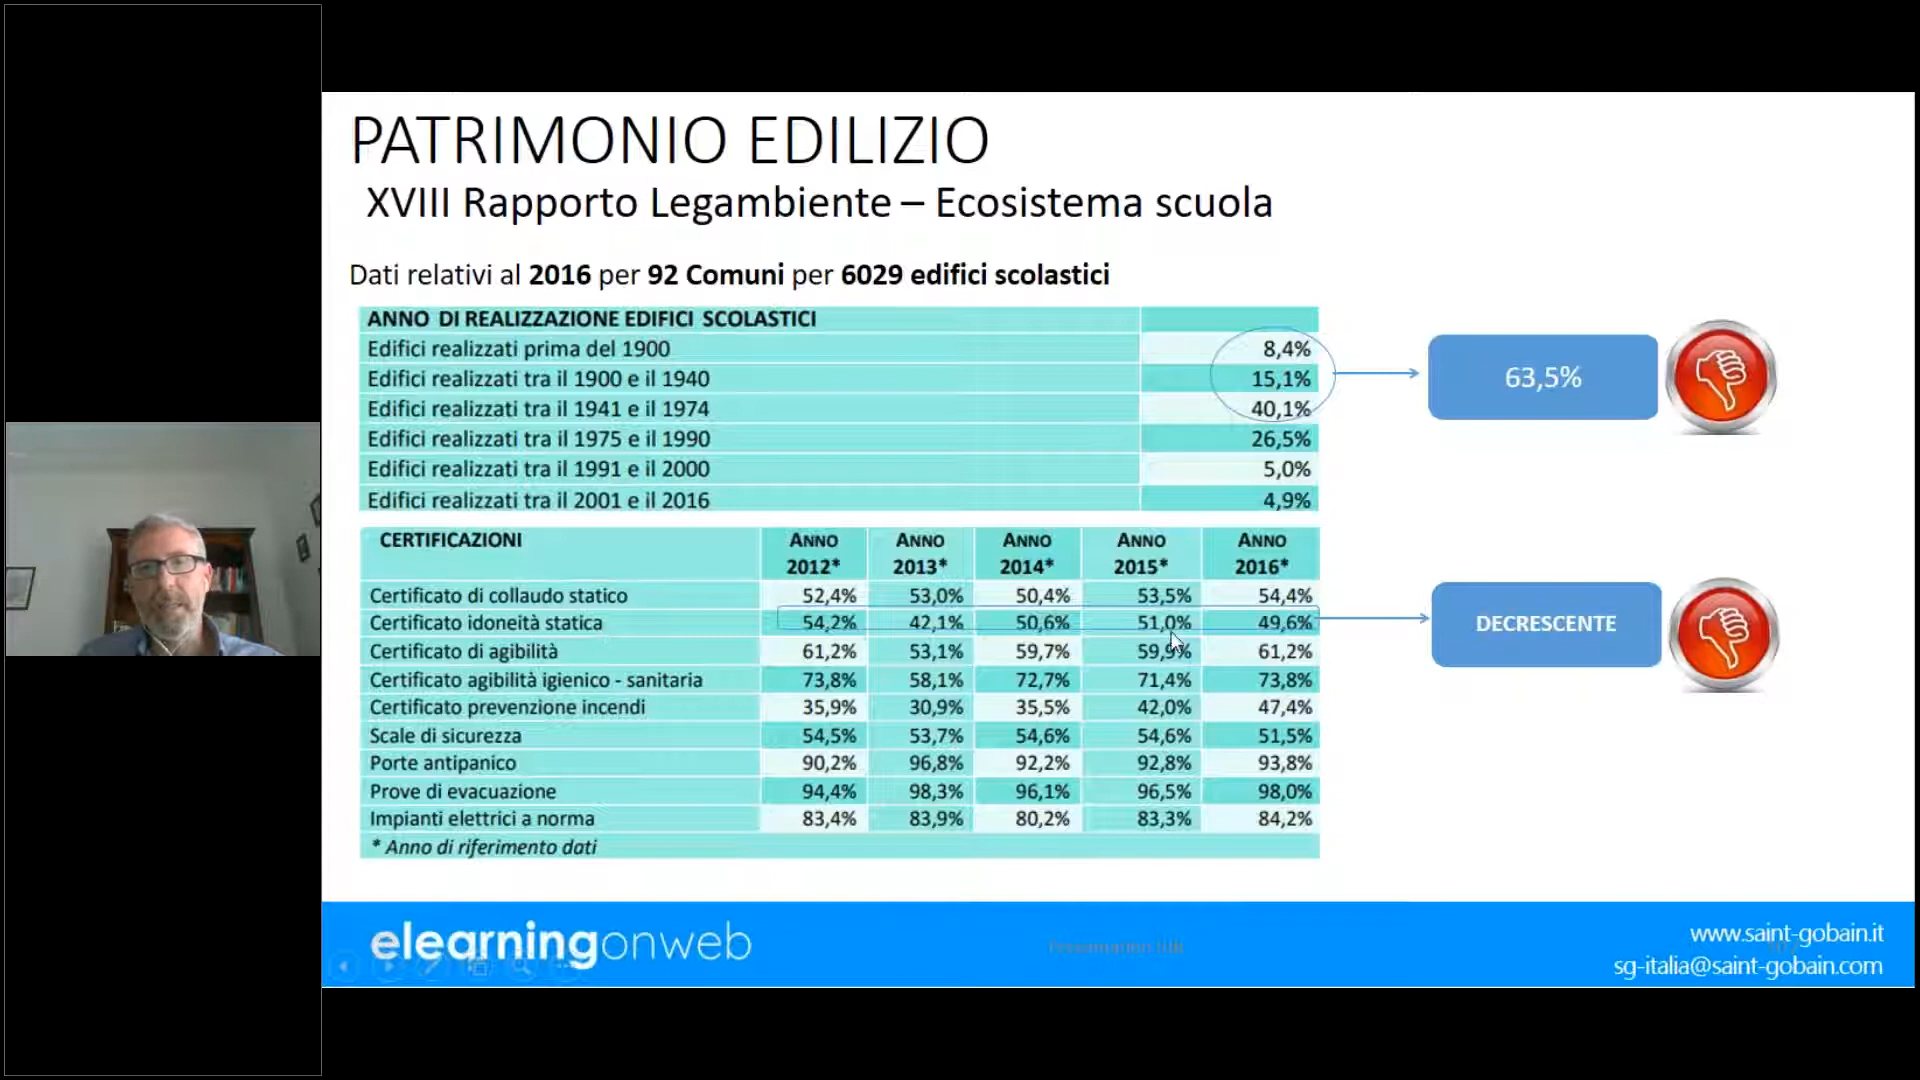 PATRIMONIO EDILIZIO
XVIII Rapporto Legambiente – Ecosistema scuola
Dati relativi al 2016 per 92 Comuni per 6029 edifici scolastici
ANNO DI REALIZZAZIONE EDIFICI SCOLASTICI
Edifici realizzati prima del 1900 8,4%
Edifici realizzati tra il 1900 e il 1940 15,1%
Edifici realizzati tra il 1941 e il 1974 40,1%
Edifici realizzati tra il 1975 e il 1990 26,5%
Edifici realizzati tra il 1991 e il 2000 5,0%
Edifici realizzati tra il 2001 e il 2016 4,9%
63,5%
CERTIFICAZIONI ANNO 2012* ANNO 2013* ANNO 2014* ANNO 2015* ANNO 2016*
Certificato di collaudo statico 52,4% 53,0% 50,4% 53,5% 54,4%
Certificato idoneità statica 54,2% 42,1% 50,6% 51,0% 49,6%
Certificato di agibilità 61,2% 53,1% 59,7% 59,9% 61,2%
Certificato agibilità igienico - sanitaria 73,8% 58,1% 72,7% 71,4% 73,8%
Certificato prevenzione incendi 35,9% 30,9% 35,5% 42,0% 47,4%
Scale di sicurezza 54,5% 53,7% 54,6% 54,6% 51,5%
Porte antipanico 90,2% 96,8% 92,2% 92,8% 93,8%
Prove di evacuazione 94,4% 98,3% 96,1% 96,5% 98,0%
Impianti elettrici a norma 83,4% 83,9% 80,2% 83,3% 84,2%
* Anno di riferimento dati
DECRESCENTE
elearningonweb
www.saint-gobain.it
sg-italia@saint-gobain.com